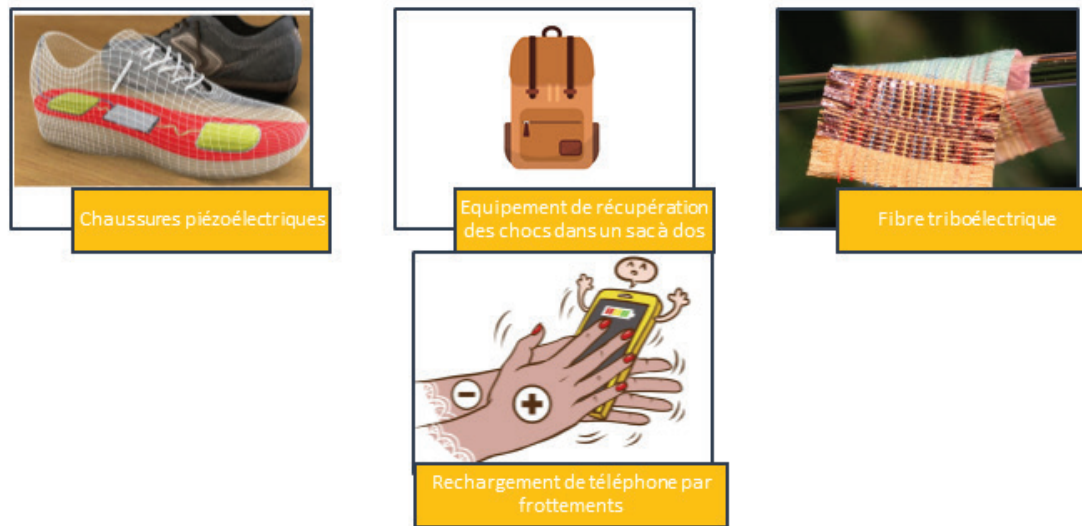 Chaussures piézoélectriques
Equipement de récupération
des chocs dans un sac à dos
Fibre triboélectrique
Rechargement de téléphone par
frottements